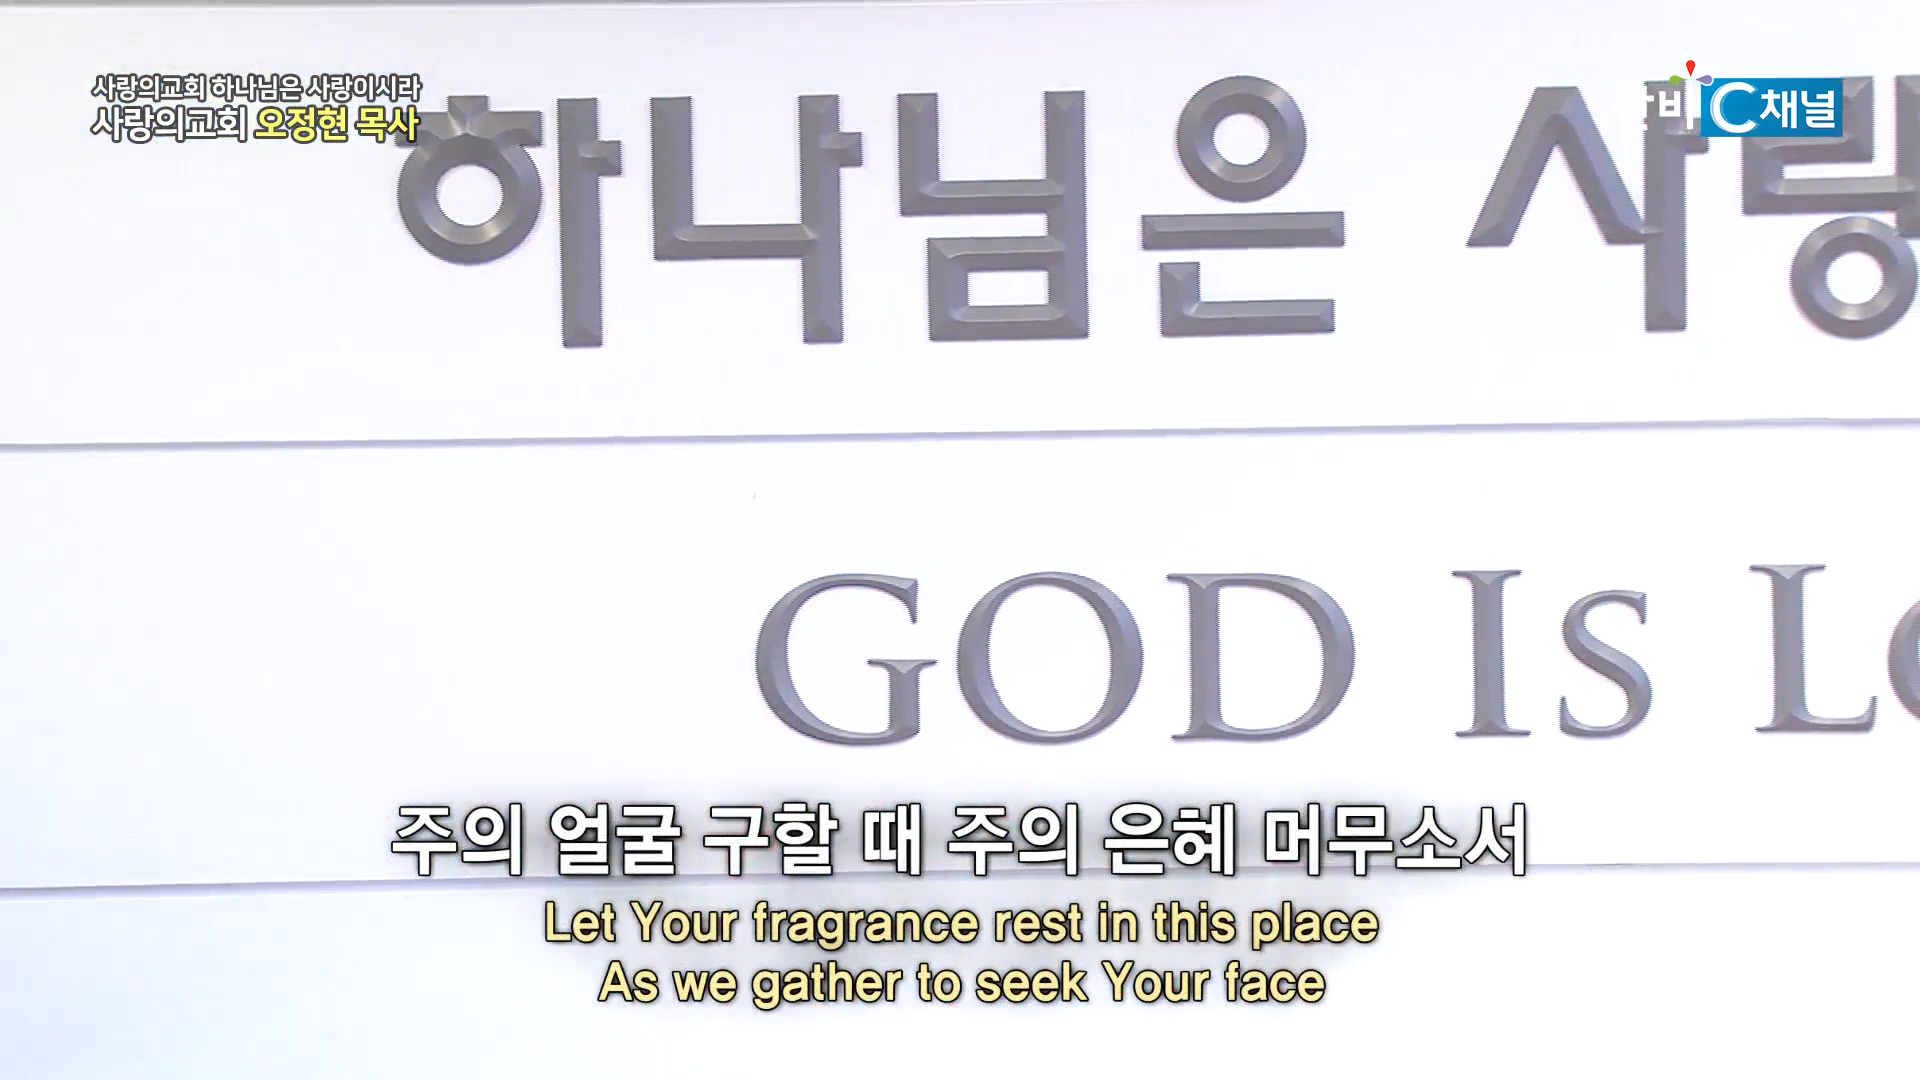 사랑의교회 하나님은 사랑이시라
사랑의교회 오정현 목사
C채널
하나님은 사랑
GOD IS L
주의 얼굴 구할 때 주의 은혜 머무소서
Let Your fragrance rest in this place
As we gather to seek Your face